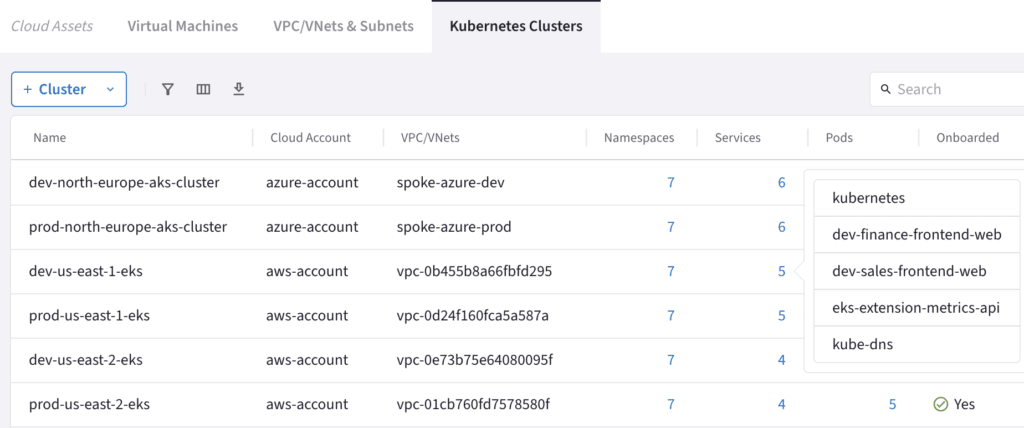 Cloud Assets Virtual Machines VPC/VNets & Subnets Kubernetes Clusters
+ Cluster Search
Name Cloud Account VPC/VNets Namespaces Services Pods Onboarded
dev-north-europe-aks-cluster azure-account spoke-azure-dev 7 6
prod-north-europe-aks-cluster azure-account spoke-azure-prod 7 6
dev-us-east-1-eks aws-account vpc-0b455b8a66fbfd295 7 5
prod-us-east-1-eks aws-account vpc-0d24f160fca5a587a 7 5
dev-us-east-2-eks aws-account vpc-0e73b75e64080095f 7 4
prod-us-east-2-eks aws-account vpc-01cb760fd7578580f 7 4 5 Yes
kubernetes
dev-finance-frontend-web
dev-sales-frontend-web
eks-extension-metrics-api
kube-dns